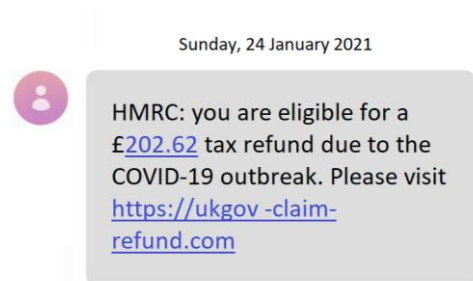 Sunday, 24 January 2021
HMRC: you are eligible for a
£202.62 tax refund due to the
COVID-19 outbreak. Please visit
https://ukgov -claim-
refund.com